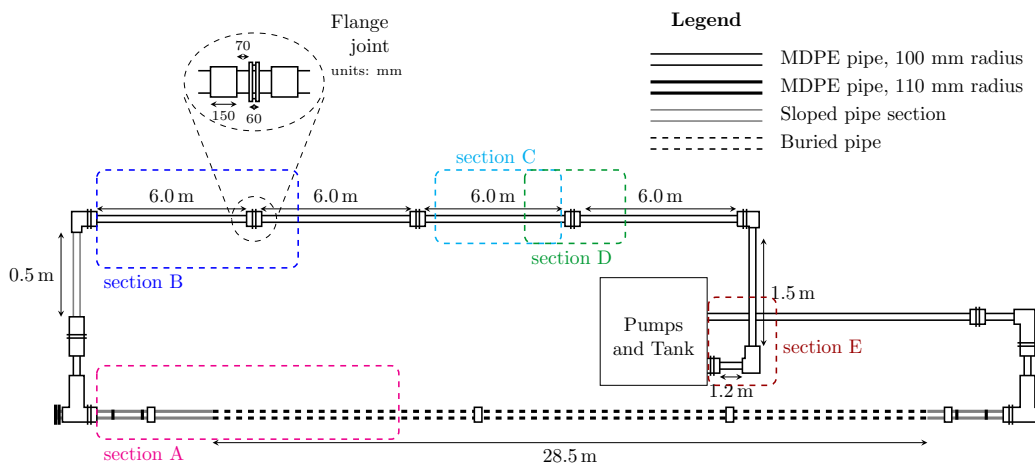 Flange
joint
units: mm
70
150
60
Legend
MDPE pipe, 100 mm radius
MDPE pipe, 110 mm radius
Sloped pipe section
Buried pipe
section C
6.0 m
6.0 m
6.0 m
6.0 m
section D
section B
0.5 m
1.5 m
Pumps
and Tank
section E
1.2 m
section A
28.5 m